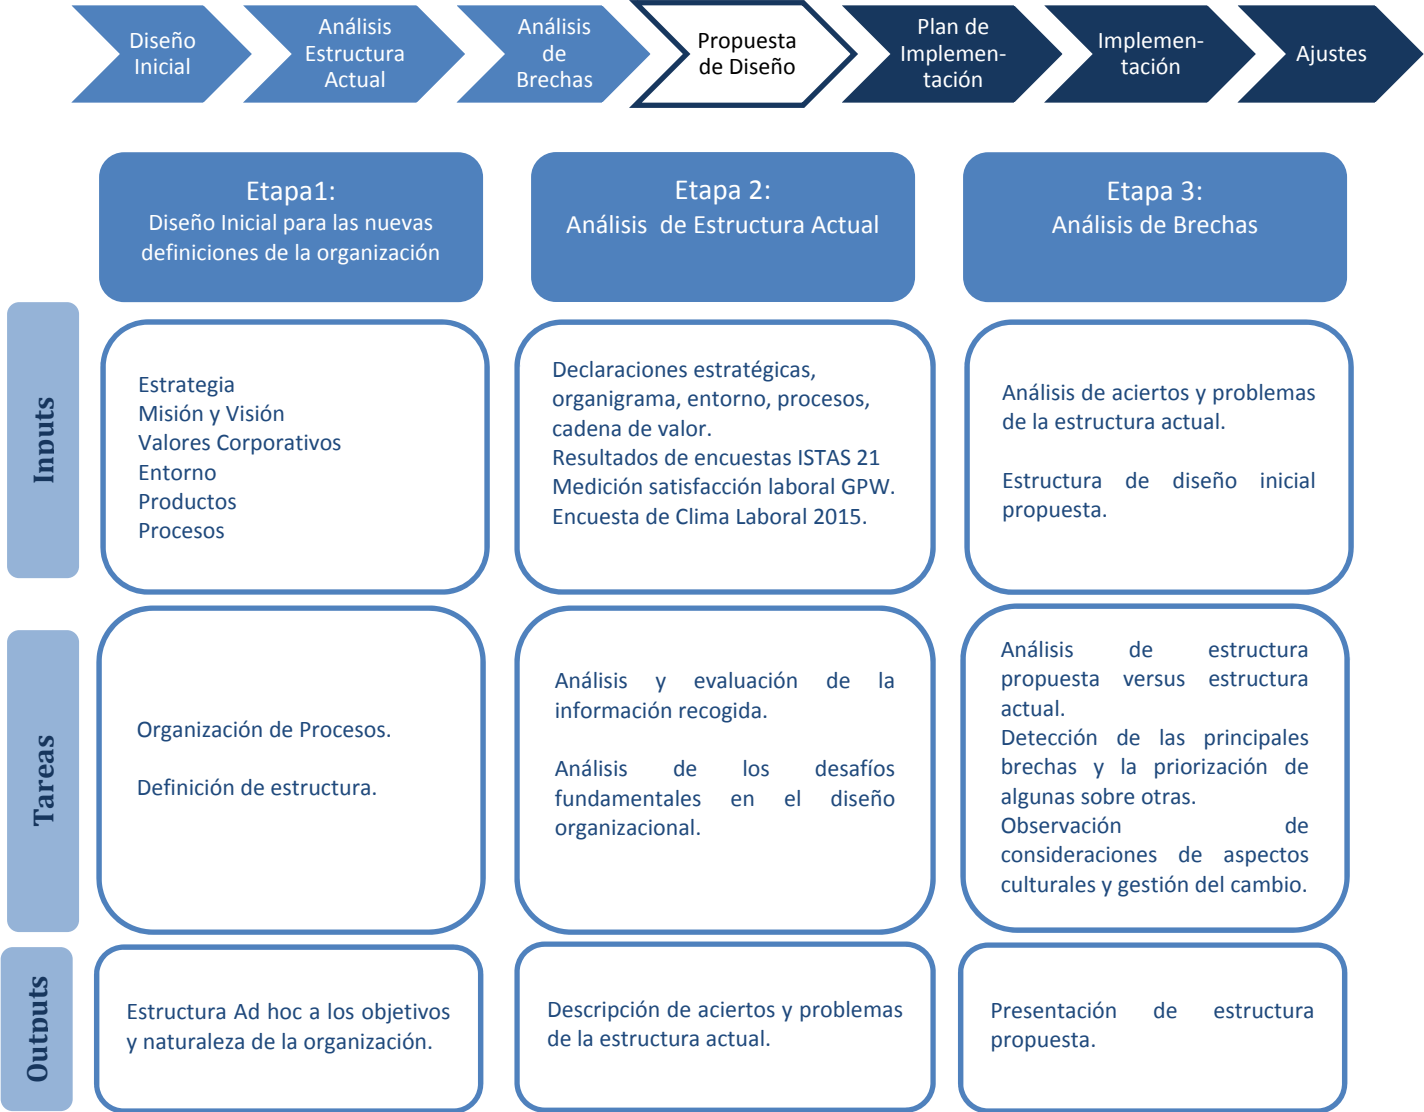 Diseño
Inicial
Análisis
Estructura
Actual
Análisis
de
Brechas
Propuesta
de Diseño
Plan de
Implemen-
tación
Implemen-
tación
Ajustes
Etapa1:
Diseño Inicial para las nuevas
definiciones de la organización
Etapa 2:
Análisis de Estructura Actual
Etapa 3:
Análisis de Brechas
Inputs
Estrategia
Misión y Visión
Valores Corporativos
Entorno
Productos
Procesos
Declaraciones estratégicas,
organigrama, entorno, procesos,
cadena de valor.
Resultados de encuestas ISTAS 21
Medición satisfacción laboral GPW.
Encuesta de Clima Laboral 2015.
Análisis de aciertos y problemas
de la estructura actual.
Estructura de diseño inicial
propuesta.
Tareas
Organización de Procesos.
Definición de estructura.
Análisis y evaluación de la
información recogida.
Análisis de los desafíos
fundamentales en el diseño
organizacional.
Análisis de estructura
propuesta versus estructura
actual.
Detección de las principales
brechas y la priorización de
algunas sobre otras.
Observación de
consideraciones de aspectos
culturales y gestión del cambio.
Outputs
Estructura Ad hoc a los objetivos
y naturaleza de la organización.
Descripción de aciertos y problemas
de la estructura actual.
Presentación de estructura
propuesta.